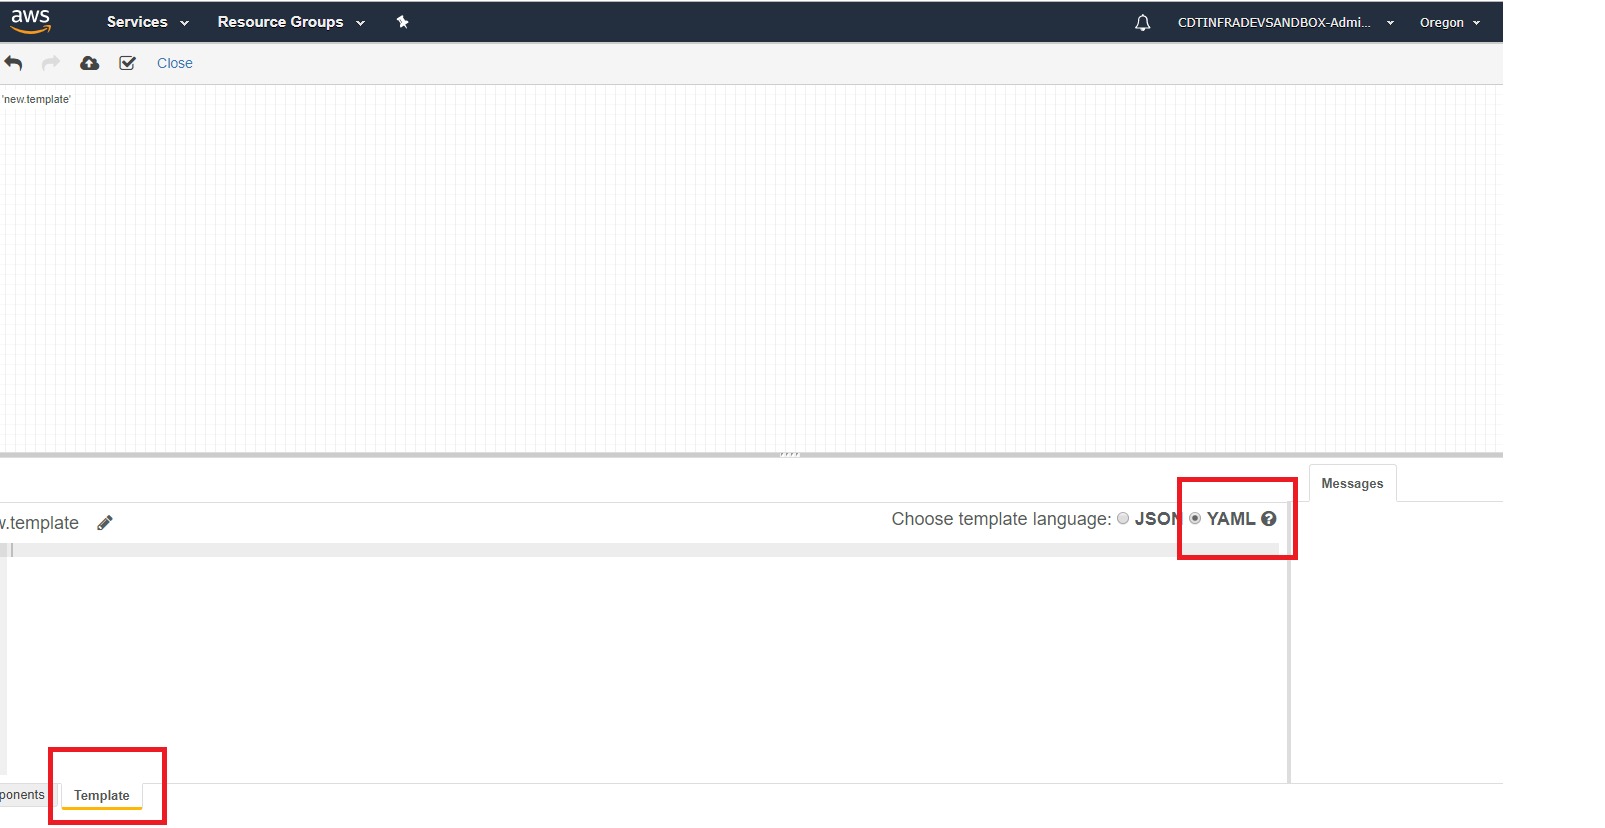 aws Services Resource Groups CDTINFRADEVSANDBOX-Admi... Oregon
Close
'new.template'
Messages
w.template Choose template language: JSON YAML
ponents Template